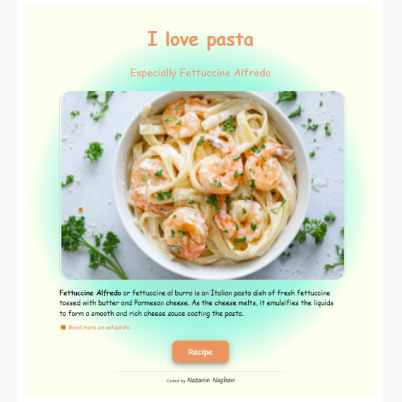 I love pasta
Especially Fettuccine Alfredo
Fettuccine Alfredo or fettuccine al burro is an Italian pasta dish of fresh fettuccine
tossed with butter and Parmesan cheese. As the cheese melts, it emulsifies the liquids
to form a smooth and rich cheese sauce coating the pasta.
Read more on wikipedia
Recipe
Coded by Nazanin Naghavi